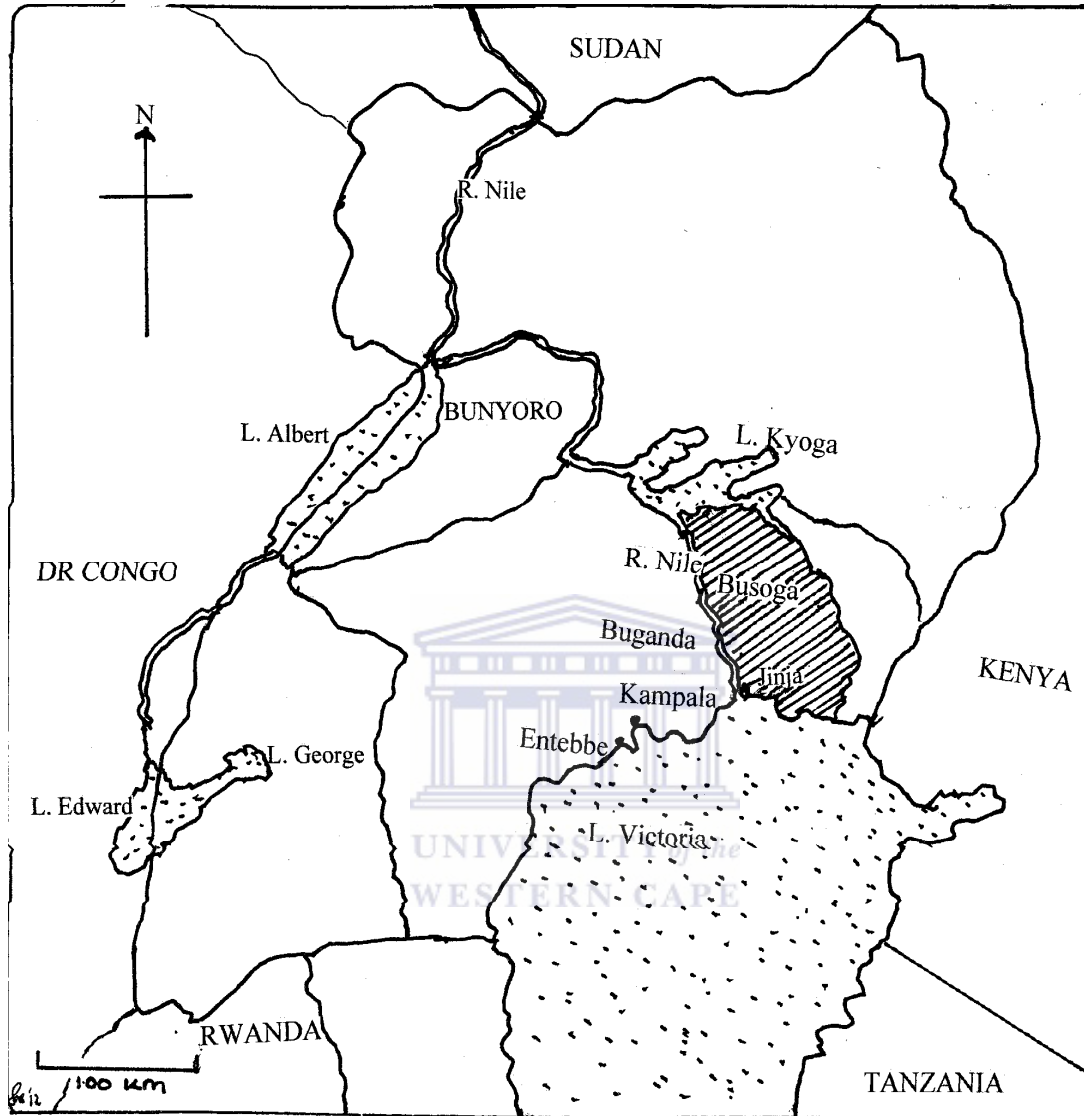 SUDAN
N
R. Nile
BUNYORO
L. Albert
L. Kyoga
DR CONGO
R. Nile
Busoga
Buganda
KENYA
Jinja
Kampala
Entebbe
L. George
L. Edward
L. Victoria
UNIVERSITY of the
WESTERN CAPE
RWANDA
100 KM
TANZANIA